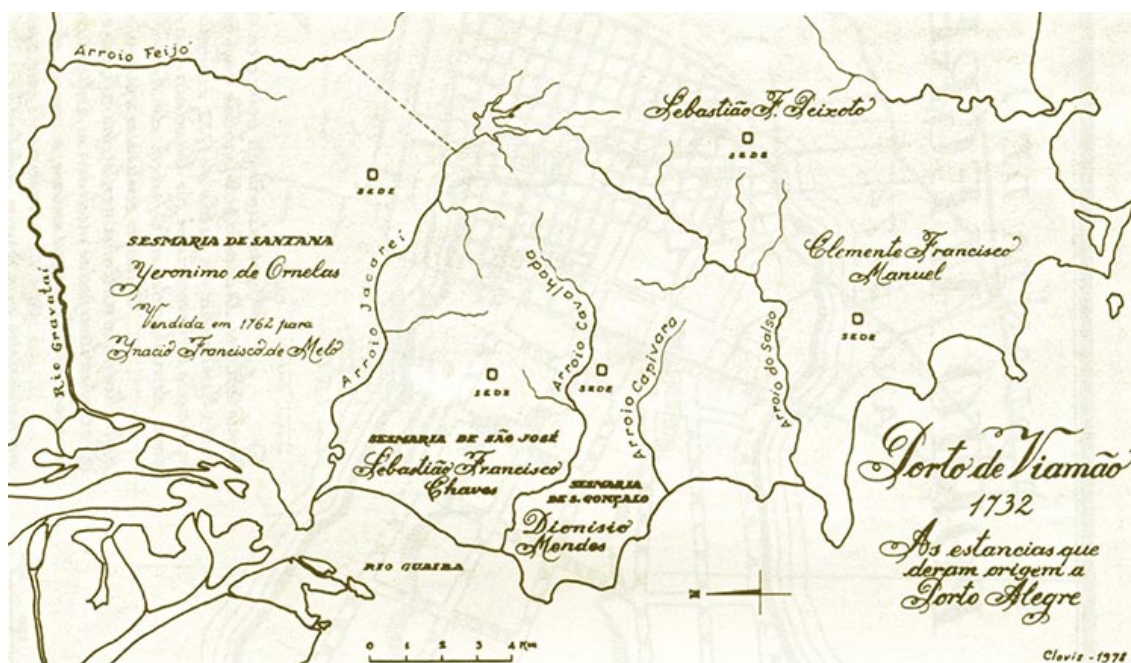 Arroio Feijó
Sebastião F. Peixoto
SEDE
SEDE
SESMARIA DE SANTANA
Yeronimo de Ornelas
Vendida em 1762 para
Ynacio Francisco de Melo
Rio Gravataí
Arroio Jacareí
Arroio Cavalhada
Clemente Francisco
Manuel
SEDE
SEDE
SEDE
Arroio Capivara
Arroio do Salso
SESMARIA DE SÃO JOSÉ
Sebastião Francisco
Chaves
SESMARIA
DE S. GONÇALO
Dionisio
Mendes
RIO GUAIBA
Porto de Viamão
1732
As estancias que
deram origem a
Porto Alegre
N
0 1 2 3 4 Km
Clovis - 1978